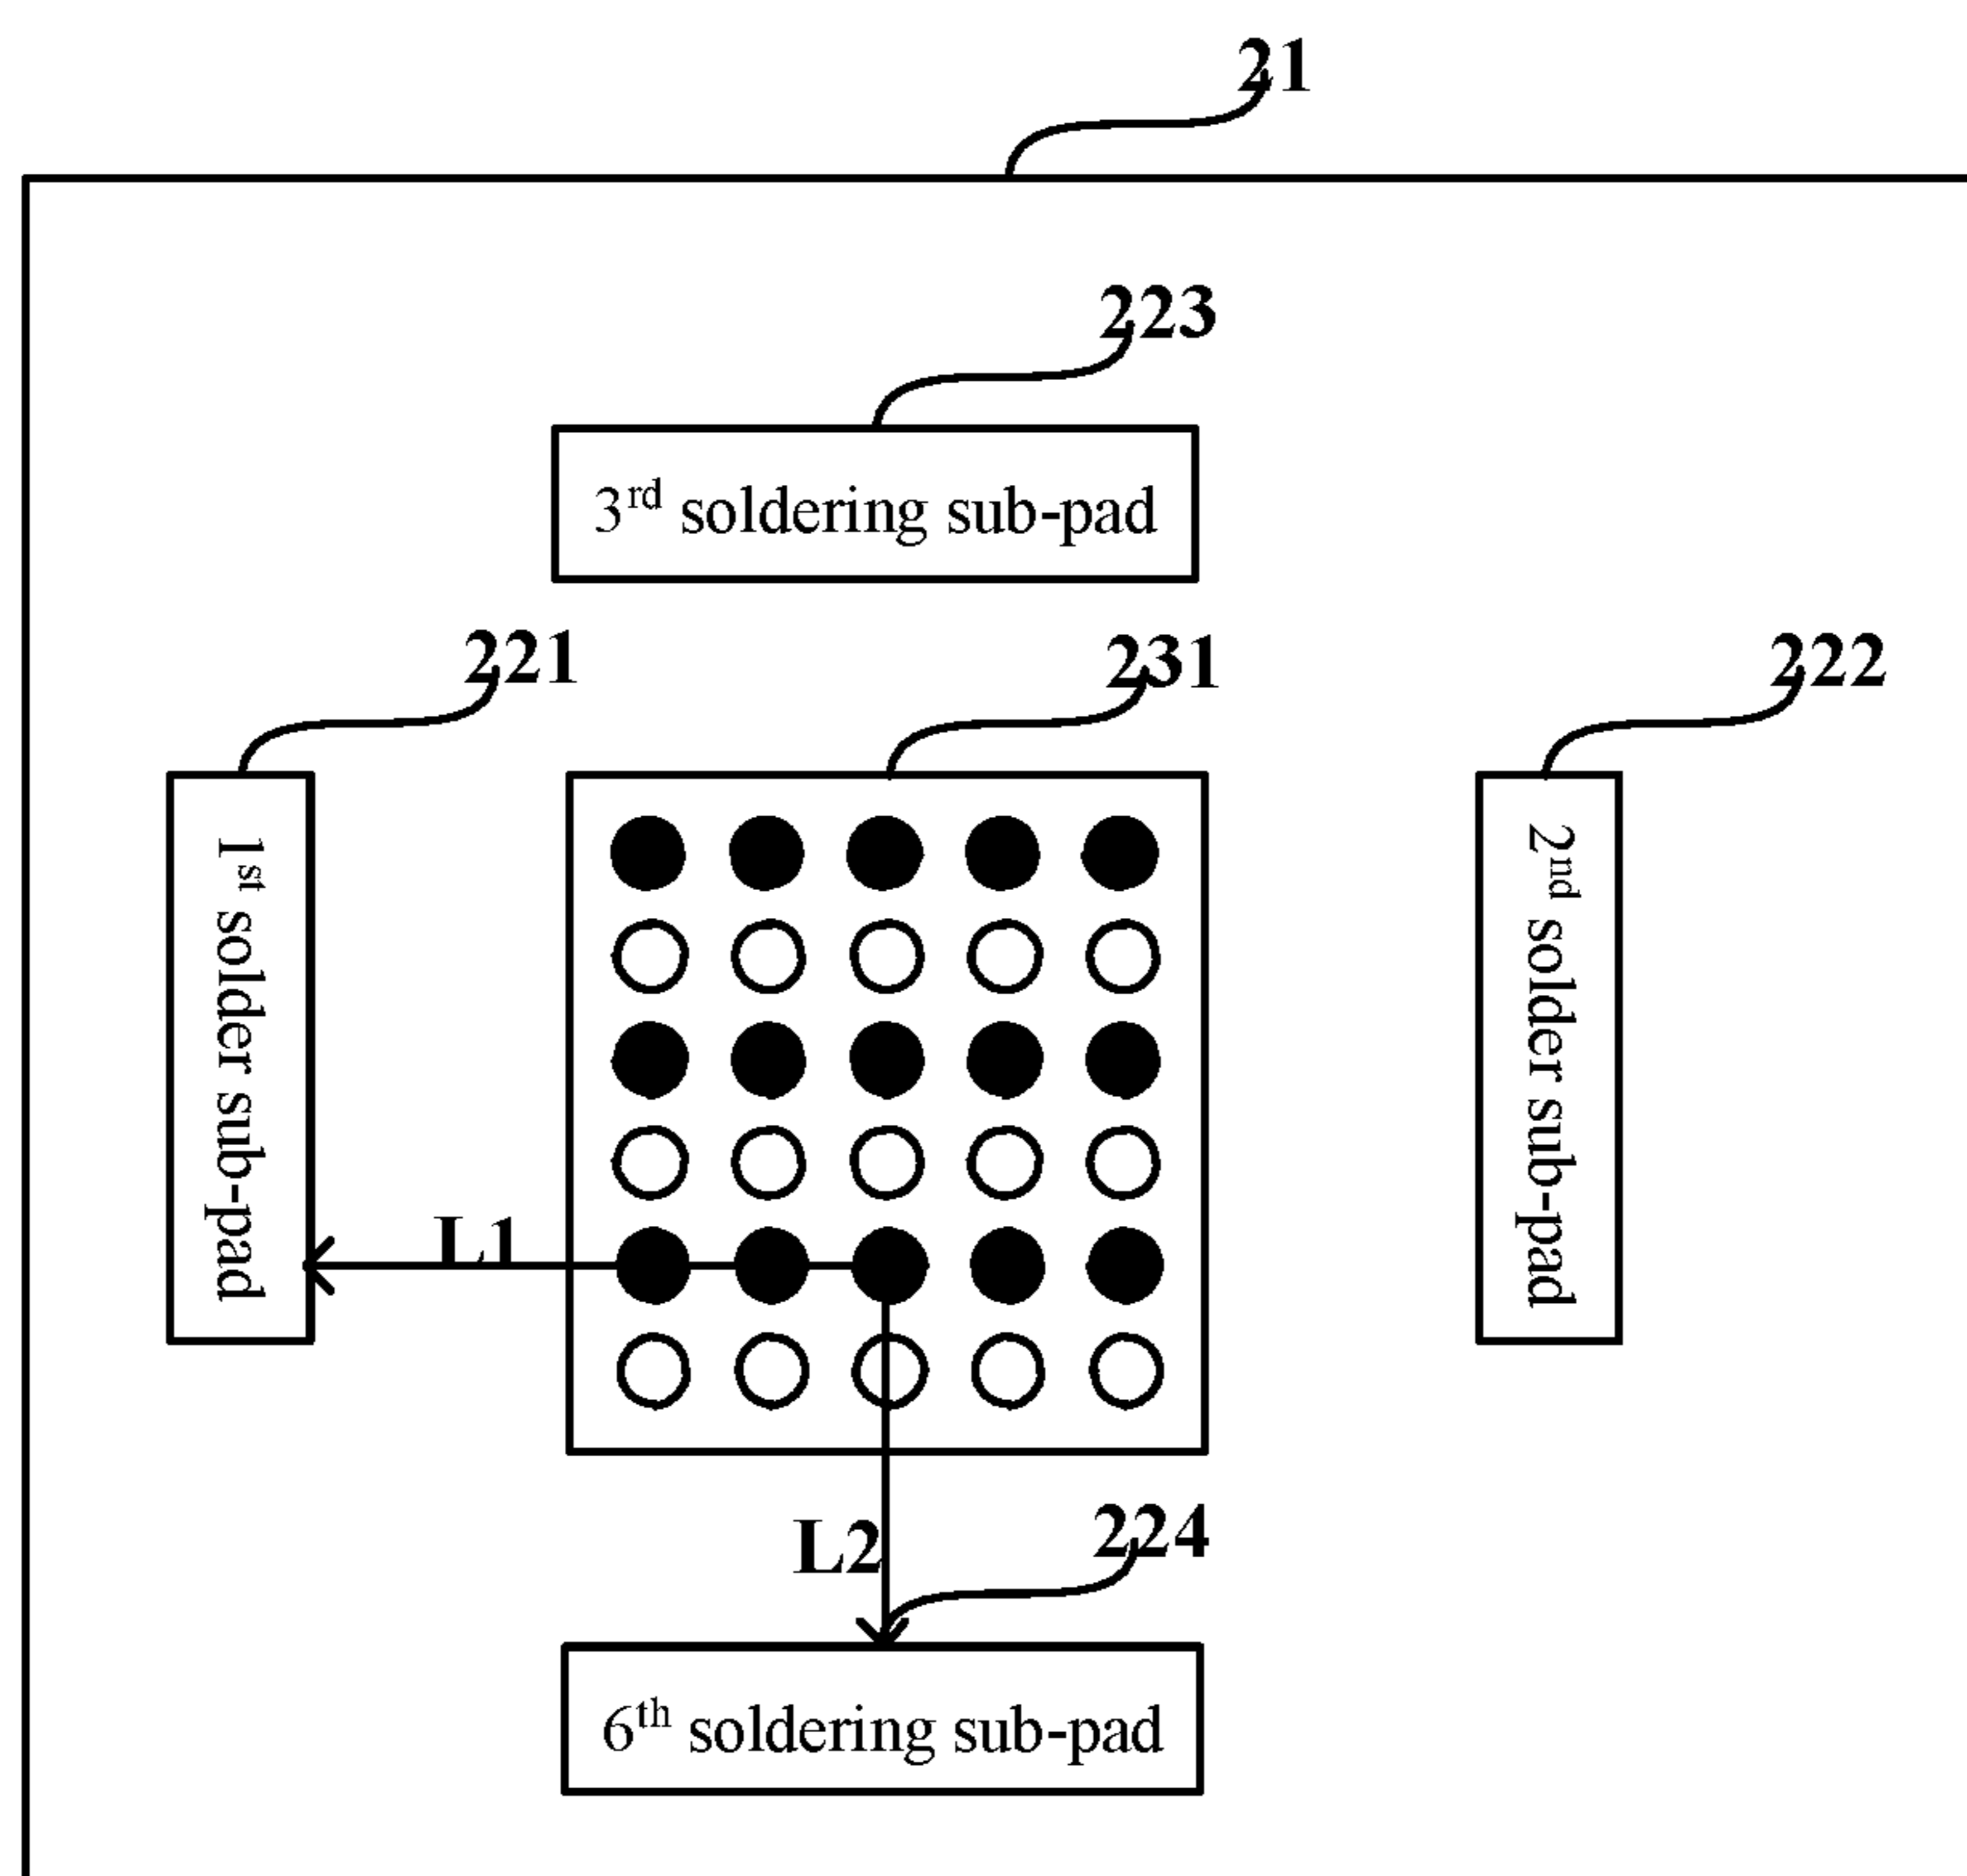 21
223
3rd soldering sub-pad
221
231
222
1st solder sub-pad
2nd solder sub-pad
L1
L2
224
6th soldering sub-pad